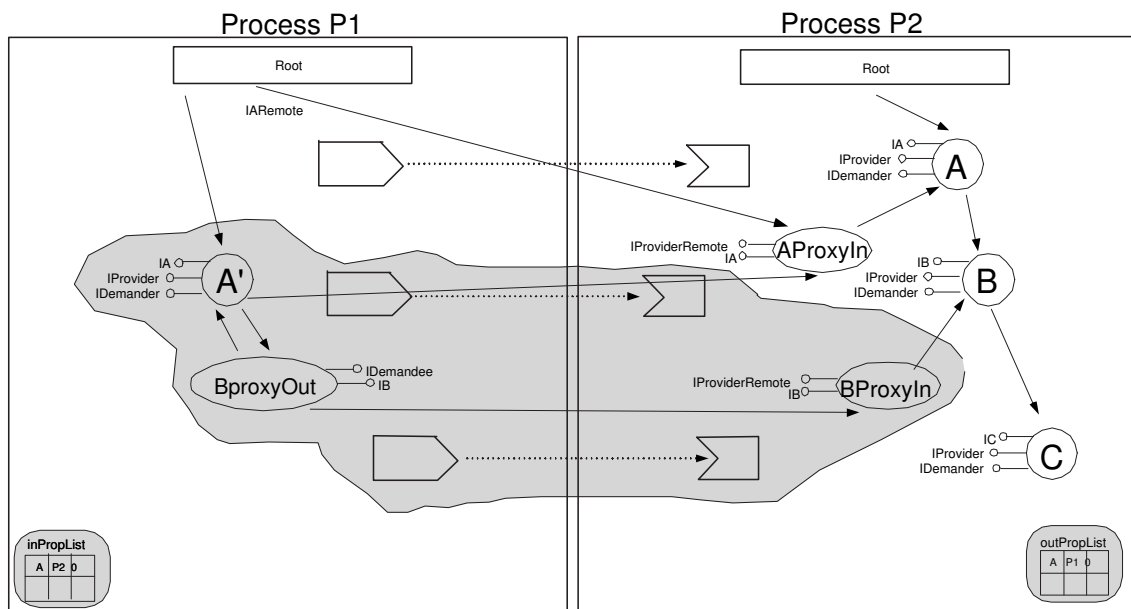 Process P1
Process P2
Root
Root
IARemote
IA
IProvider
IDemander
A
IProviderRemote
IA
AProxyIn
IA
IProvider
IDemander
A'
IB
IProvider
IDemander
B
BproxyOut
IDemandee
IB
IProviderRemote
IB
BProxyIn
IC
IProvider
IDemander
C
inPropList
A P2 0
outPropList
A P1 0